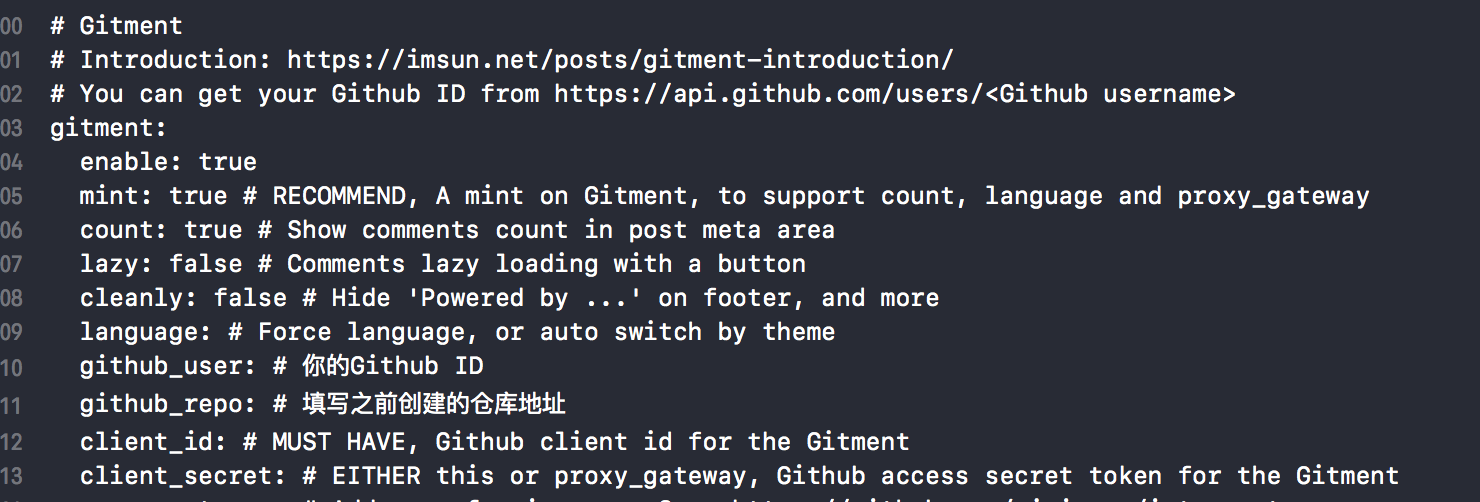 00 # Gitment
01 # Introduction: https://imsun.net/posts/gitment-introduction/
02 # You can get your Github ID from https://api.github.com/users/<Github username>
03 gitment:
04   enable: true
05   mint: true # RECOMMEND, A mint on Gitment, to support count, language and proxy_gateway
06   count: true # Show comments count in post meta area
07   lazy: false # Comments lazy loading with a button
08   cleanly: false # Hide 'Powered by ...' on footer, and more
09   language: # Force language, or auto switch by theme
10   github_user: # 你的Github ID
11   github_repo: # 填写之前创建的仓库地址
12   client_id: # MUST HAVE, Github client id for the Gitment
13   client_secret: # EITHER this or proxy_gateway, Github access secret token for the Gitment